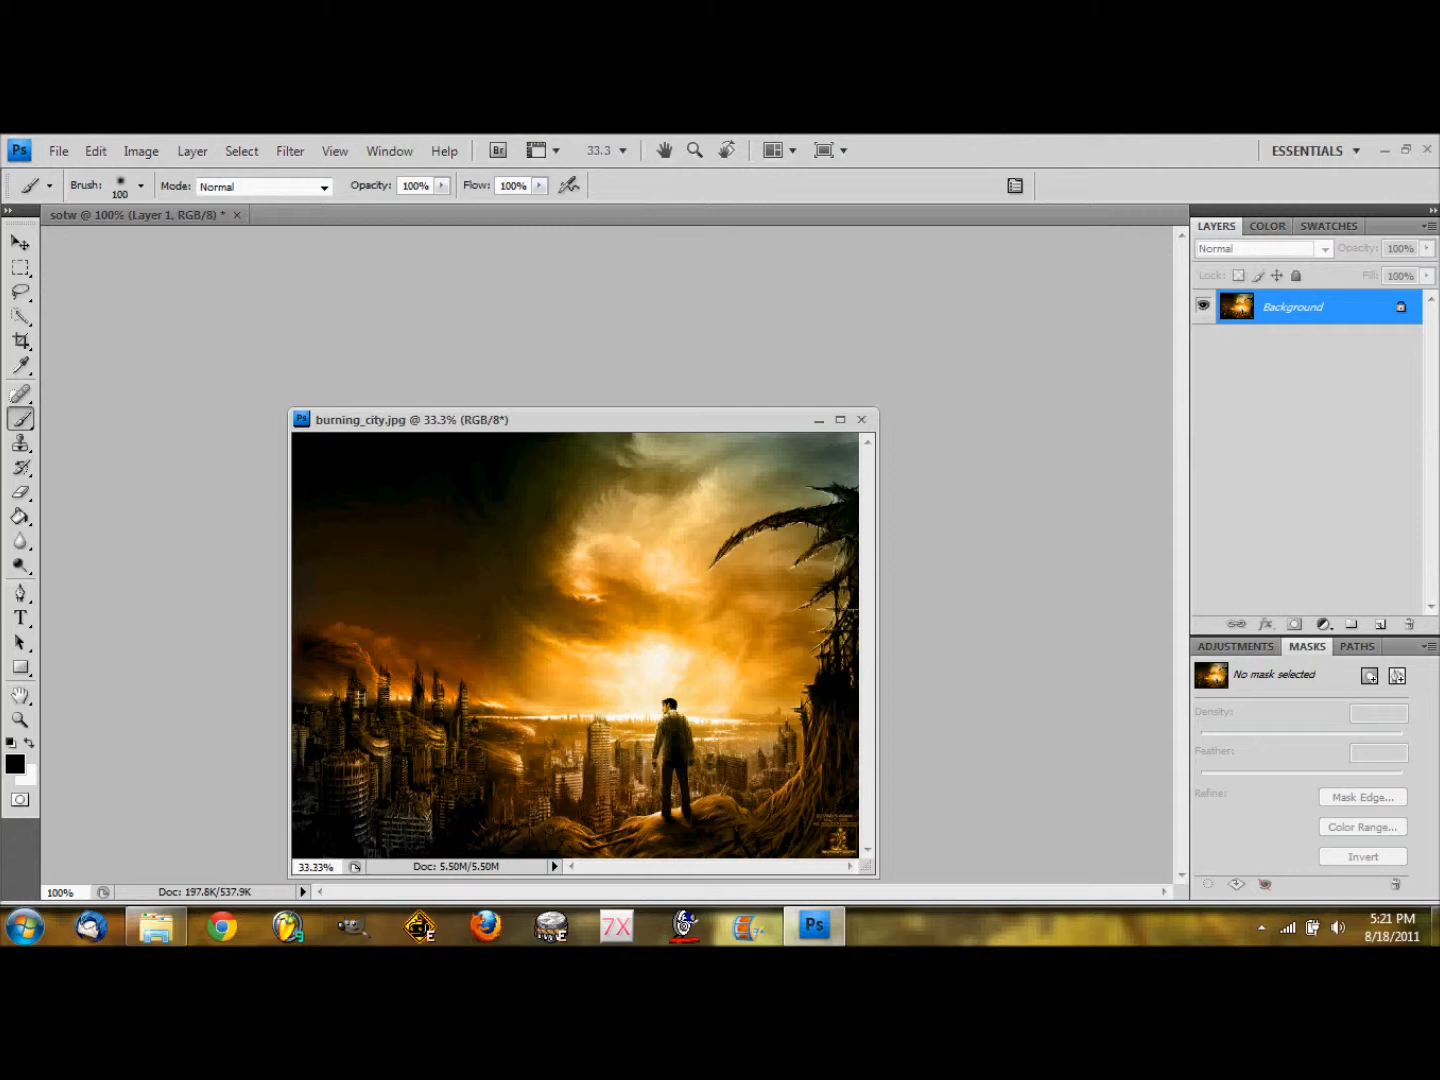 Ps File Edit Image Layer Select Filter View Window Help Br 33.3 ESSENTIALS
Brush: 100 Mode: Normal Opacity: 100% Flow: 100%
sotw @ 100% (Layer 1, RGB/8) *
LAYERS COLOR SWATCHES
Normal Opacity: 100%
Lock: Fill: 100%
Background
Ps burning_city.jpg @ 33.3% (RGB/8*)
T
ADJUSTMENTS MASKS PATHS
No mask selected
Density:
Feather:
Refine: Mask Edge...
Color Range...
Invert
33.33% Doc: 5.50M/5.50M
100% Doc: 197.8K/537.9K
7X Ps
5:21 PM
8/18/2011